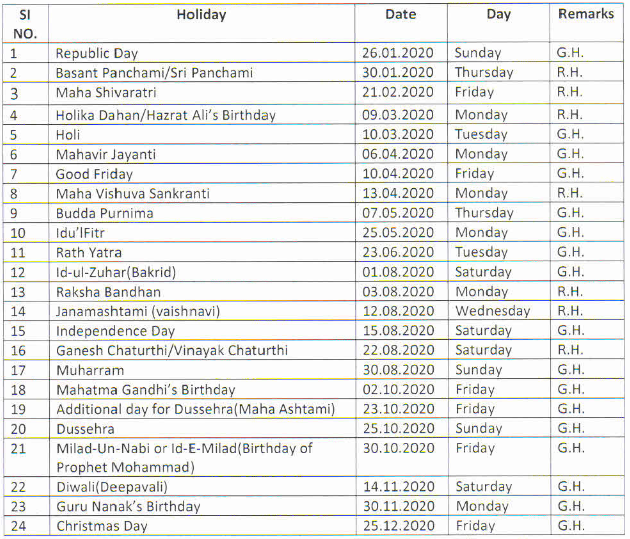 Sl NO. Holiday Date Day Remarks
1 Republic Day 26.01.2020 Sunday G.H.
2 Basant Panchami/Sri Panchami 30.01.2020 Thursday R.H.
3 Maha Shivaratri 21.02.2020 Friday R.H.
4 Holika Dahan/Hazrat Ali's Birthday 09.03.2020 Monday R.H.
5 Holi 10.03.2020 Tuesday G.H.
6 Mahavir Jayanti 06.04.2020 Monday G.H.
7 Good Friday 10.04.2020 Friday G.H.
8 Maha Vishuva Sankranti 13.04.2020 Monday R.H.
9 Budda Purnima 07.05.2020 Thursday G.H.
10 Idu'lFitr 25.05.2020 Monday G.H.
11 Rath Yatra 23.06.2020 Tuesday G.H.
12 Id-ul-Zuhar(Bakrid) 01.08.2020 Saturday G.H.
13 Raksha Bandhan 03.08.2020 Monday R.H.
14 Janamashtami (vaishnavi) 12.08.2020 Wednesday R.H.
15 Independence Day 15.08.2020 Saturday G.H.
16 Ganesh Chaturthi/Vinayak Chaturthi 22.08.2020 Saturday R.H.
17 Muharram 30.08.2020 Sunday G.H.
18 Mahatma Gandhi's Birthday 02.10.2020 Friday G.H.
19 Additional day for Dussehra(Maha Ashtami) 23.10.2020 Friday G.H.
20 Dussehra 25.10.2020 Sunday G.H.
21 Milad-Un-Nabi or Id-E-Milad(Birthday of 30.10.2020 Friday G.H.
Prophet Mohammad)
22 Diwali(Deepavali) 14.11.2020 Saturday G.H.
23 Guru Nanak's Birthday 30.11.2020 Monday G.H.
24 Christmas Day 25.12.2020 Friday G.H.